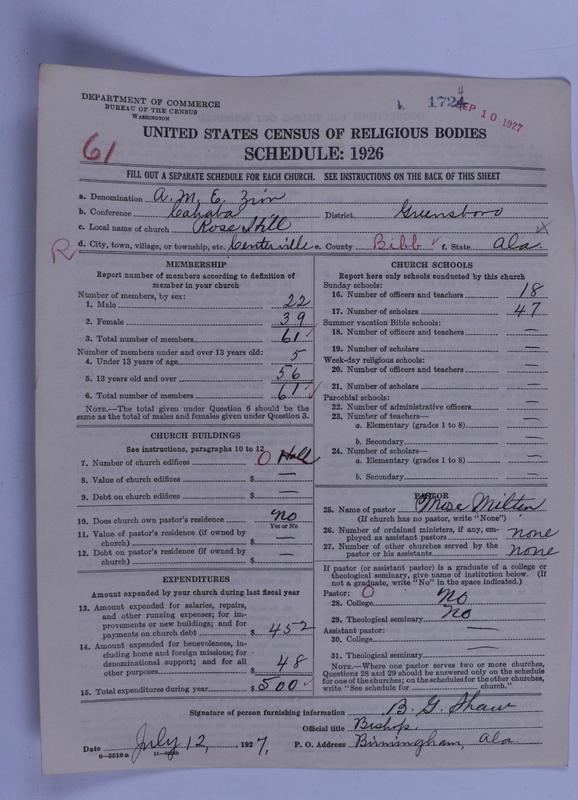 DEPARTMENT OF COMMERCE
BUREAU OF THE CENSUS
WASHINGTON
4
1724
SEP 10 1927
61
UNITED STATES CENSUS OF RELIGIOUS BODIES
SCHEDULE: 1926
FILL OUT A SEPARATE SCHEDULE FOR EACH CHURCH. SEE INSTRUCTIONS ON THE BACK OF THIS SHEET
a. Denomination A. M. E. Zion
b. Conference Cahaba District Greensboro
c. Local name of church Rose Hill
R
d. City, town, village, or township, etc. Centerville e. County Bibb f. State Ala.
MEMBERSHIP
Report number of members according to definition of
member in your church
Number of members, by sex:
1. Male 22
2. Female 39
3. Total number of members 61
Number of members under and over 13 years old:
4. Under 13 years of age 5
5. 13 years old and over 56
6. Total number of members 61
NOTE.—The total given under Question 6 should be the
same as the total of males and females given under Question 3.
CHURCH BUILDINGS
See instructions, paragraphs 10 to 12
7. Number of church edifices 0 Hall
8. Value of church edifices $ —
9. Debt on church edifices $ —
10. Does church own pastor's residence No
Yes or No
11. Value of pastor's residence (if owned by
church) $ —
12. Debt on pastor's residence (if owned by
church) $ —
EXPENDITURES
Amount expended by your church during last fiscal year
13. Amount expended for salaries, repairs,
and other running expenses; for im-
provements or new buildings; and for
payments on church debt $ 452
14. Amount expended for benevolences, in-
cluding home and foreign missions; for
denominational support; and for all
other purposes $ 48
15. Total expenditures during year $ 500
CHURCH SCHOOLS
Report here only schools conducted by this church
Sunday schools:
16. Number of officers and teachers 18
17. Number of scholars 47
Summer vacation Bible schools:
18. Number of officers and teachers —
19. Number of scholars —
Week-day religious schools:
20. Number of officers and teachers —
21. Number of scholars —
Parochial schools:
22. Number of administrative officers —
23. Number of teachers—
a. Elementary (grades 1 to 8) —
b. Secondary —
24. Number of scholars—
a. Elementary (grades 1 to 8) —
b. Secondary —
PASTOR
25. Name of pastor Mose Milton
(If church has no pastor, write "None")
26. Number of ordained ministers, if any, em-
ployed as assistant pastors none
27. Number of other churches served by the
pastor or his assistants none
If pastor (or assistant pastor) is a graduate of a college or
theological seminary, give name of institution below. (If
not a graduate, write "No" in the space indicated.)
Pastor: 0
28. College No
29. Theological seminary No
Assistant pastor:
30. College —
31. Theological seminary —
NOTE.—Where one pastor serves two or more churches,
Questions 28 and 29 should be answered only on the schedule
for one of the churches; on the schedules for the other churches,
write "See schedule for church."
Signature of person furnishing information B. G. Shaw
Official title Bishop
Date July 12, 1927, P. O. Address Birmingham, Ala